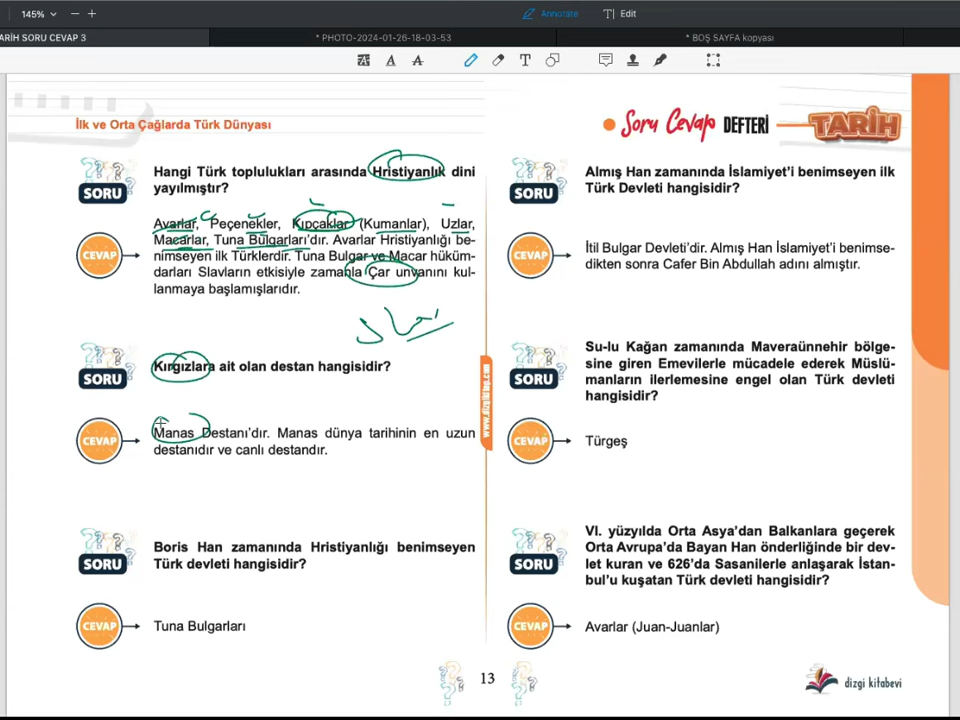 145%
Annotate
Edit
TARİH SORU CEVAP 3
* PHOTO-2024-01-26-18-03-53
* BOŞ SAYFA kopyası
İlk ve Orta Çağlarda Türk Dünyası
Soru Cevap DEFTERİ
TARİH
SORU
Hangi Türk toplulukları arasında Hristiyanlık dini
yayılmıştır?
CEVAP
Avarlar, Peçenekler, Kıpçaklar (Kumanlar), Uzlar,
Macarlar, Tuna Bulgarları'dır. Avarlar Hristiyanlığı be-
nimseyen ilk Türklerdir. Tuna Bulgar ve Macar hüküm-
darları Slavların etkisiyle zamanla Çar unvanını kul-
lanmaya başlamışlarıdır.
SORU
Kırgızlara ait olan destan hangisidir?
CEVAP
Manas Destanı'dır. Manas dünya tarihinin en uzun
destanıdır ve canlı destandır.
SORU
Boris Han zamanında Hristiyanlığı benimseyen
Türk devleti hangisidir?
CEVAP
Tuna Bulgarları
www.dizgikitap.com
SORU
Almış Han zamanında İslamiyet'i benimseyen ilk
Türk Devleti hangisidir?
CEVAP
İtil Bulgar Devleti'dir. Almış Han İslamiyet'i benimse-
dikten sonra Cafer Bin Abdullah adını almıştır.
SORU
Su-lu Kağan zamanında Maveraünnehir bölge-
sine giren Emevilerle mücadele ederek Müslü-
manların ilerlemesine engel olan Türk devleti
hangisidir?
CEVAP
Türgeş
SORU
VI. yüzyılda Orta Asya'dan Balkanlara geçerek
Orta Avrupa'da Bayan Han önderliğinde bir dev-
let kuran ve 626'da Sasanilerle anlaşarak İstan-
bul'u kuşatan Türk devleti hangisidir?
CEVAP
Avarlar (Juan-Juanlar)
13
dizgi kitabevi